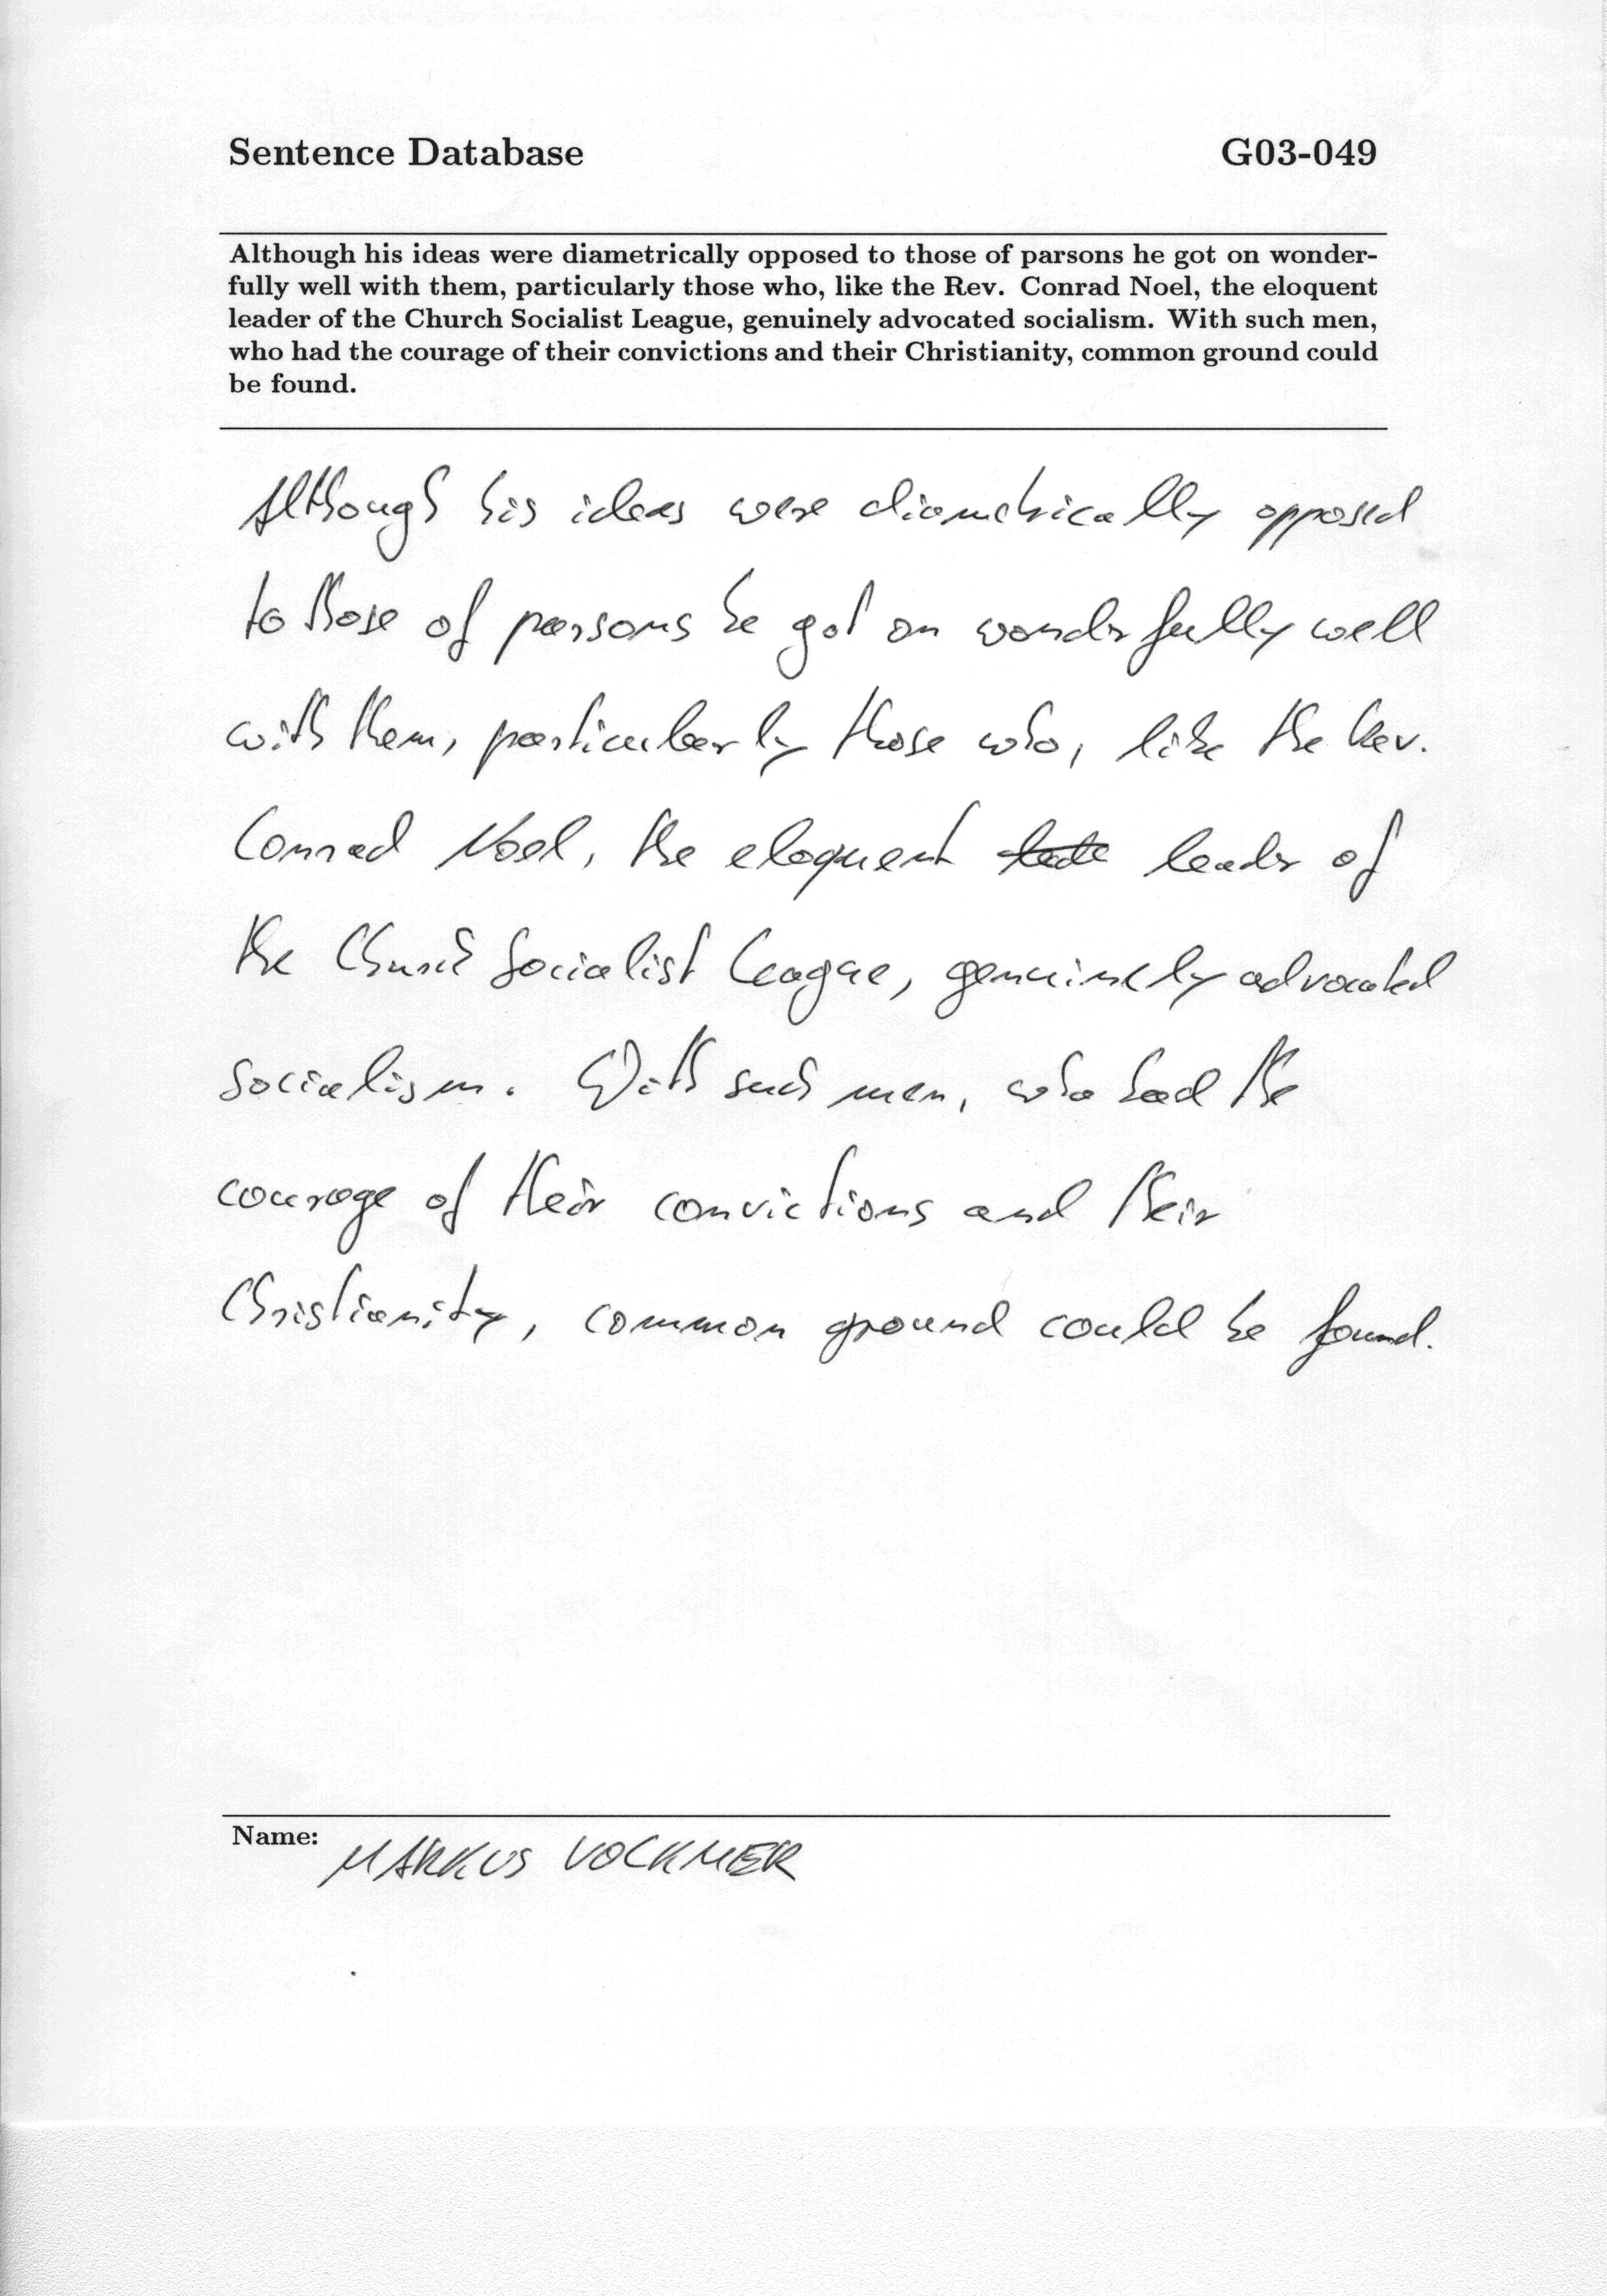 Sentence Database G03-049
Although his ideas were diametrically opposed to those of parsons he got on wonder-
fully well with them, particularly those who, like the Rev. Conrad Noel, the eloquent
leader of the Church Socialist League, genuinely advocated socialism. With such men,
who had the courage of their convictions and their Christianity, common ground could
be found.
Although his ideas were diametrically opposed
to those of parsons he got on wonderfully well
with them, particularly those who, like the Rev.
Conrad Noel, the eloquent leader of
the Church Socialist League, genuinely advocated
socialism. With such men, who had the
courage of their convictions and their
Christianity, common ground could be found.
Name: MARKUS VOCKMER